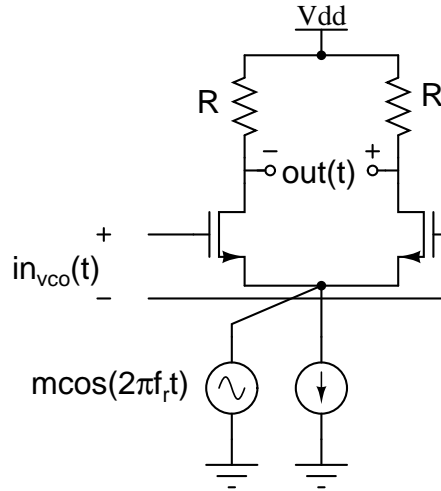 Vdd
R
R
− out(t) +
+
in_vco(t)
−
mcos(2πf_rt)